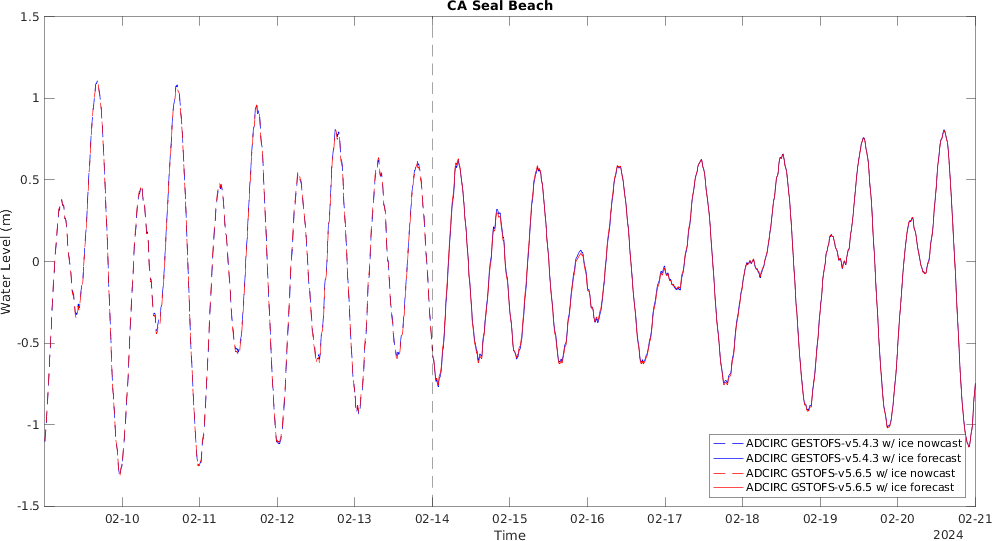 CA Seal Beach
1.5
1
0.5
0
-0.5
-1
-1.5
Water Level (m)
ADCIRC GESTOFS-v5.4.3 w/ ice nowcast
ADCIRC GESTOFS-v5.4.3 w/ ice forecast
ADCIRC GSTOFS-v5.6.5 w/ ice nowcast
ADCIRC GSTOFS-v5.6.5 w/ ice forecast
02-10 02-11 02-12 02-13 02-14 02-15 02-16 02-17 02-18 02-19 02-20 02-21
Time 2024